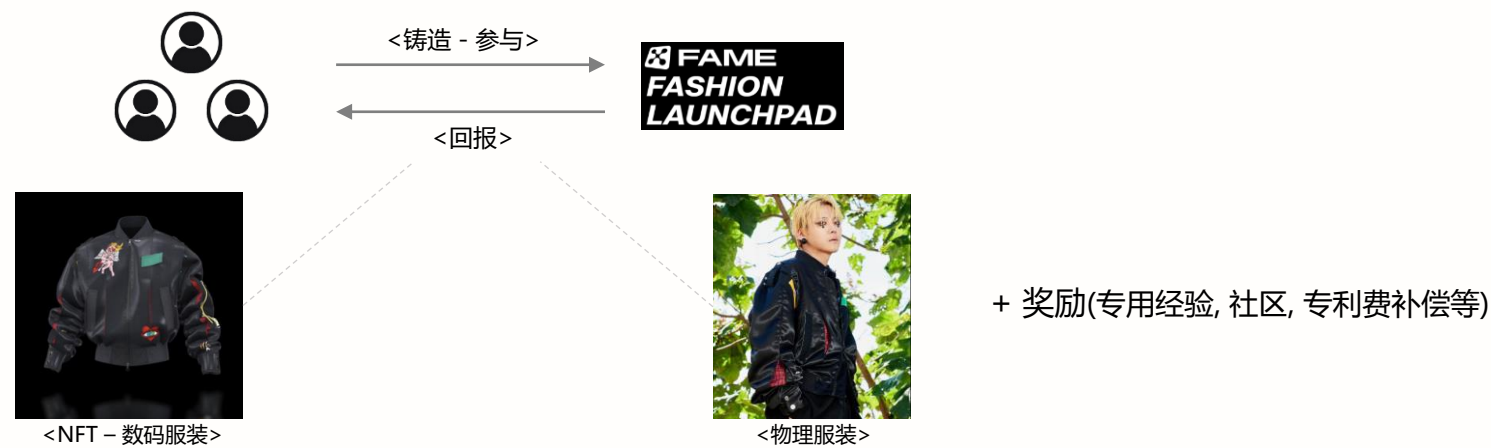 <铸造 - 参与>
FAME
FASHION
LAUNCHPAD
<回报>
+ 奖励(专用经验, 社区, 专利费补偿等)
<NFT – 数码服装>
<物理服装>